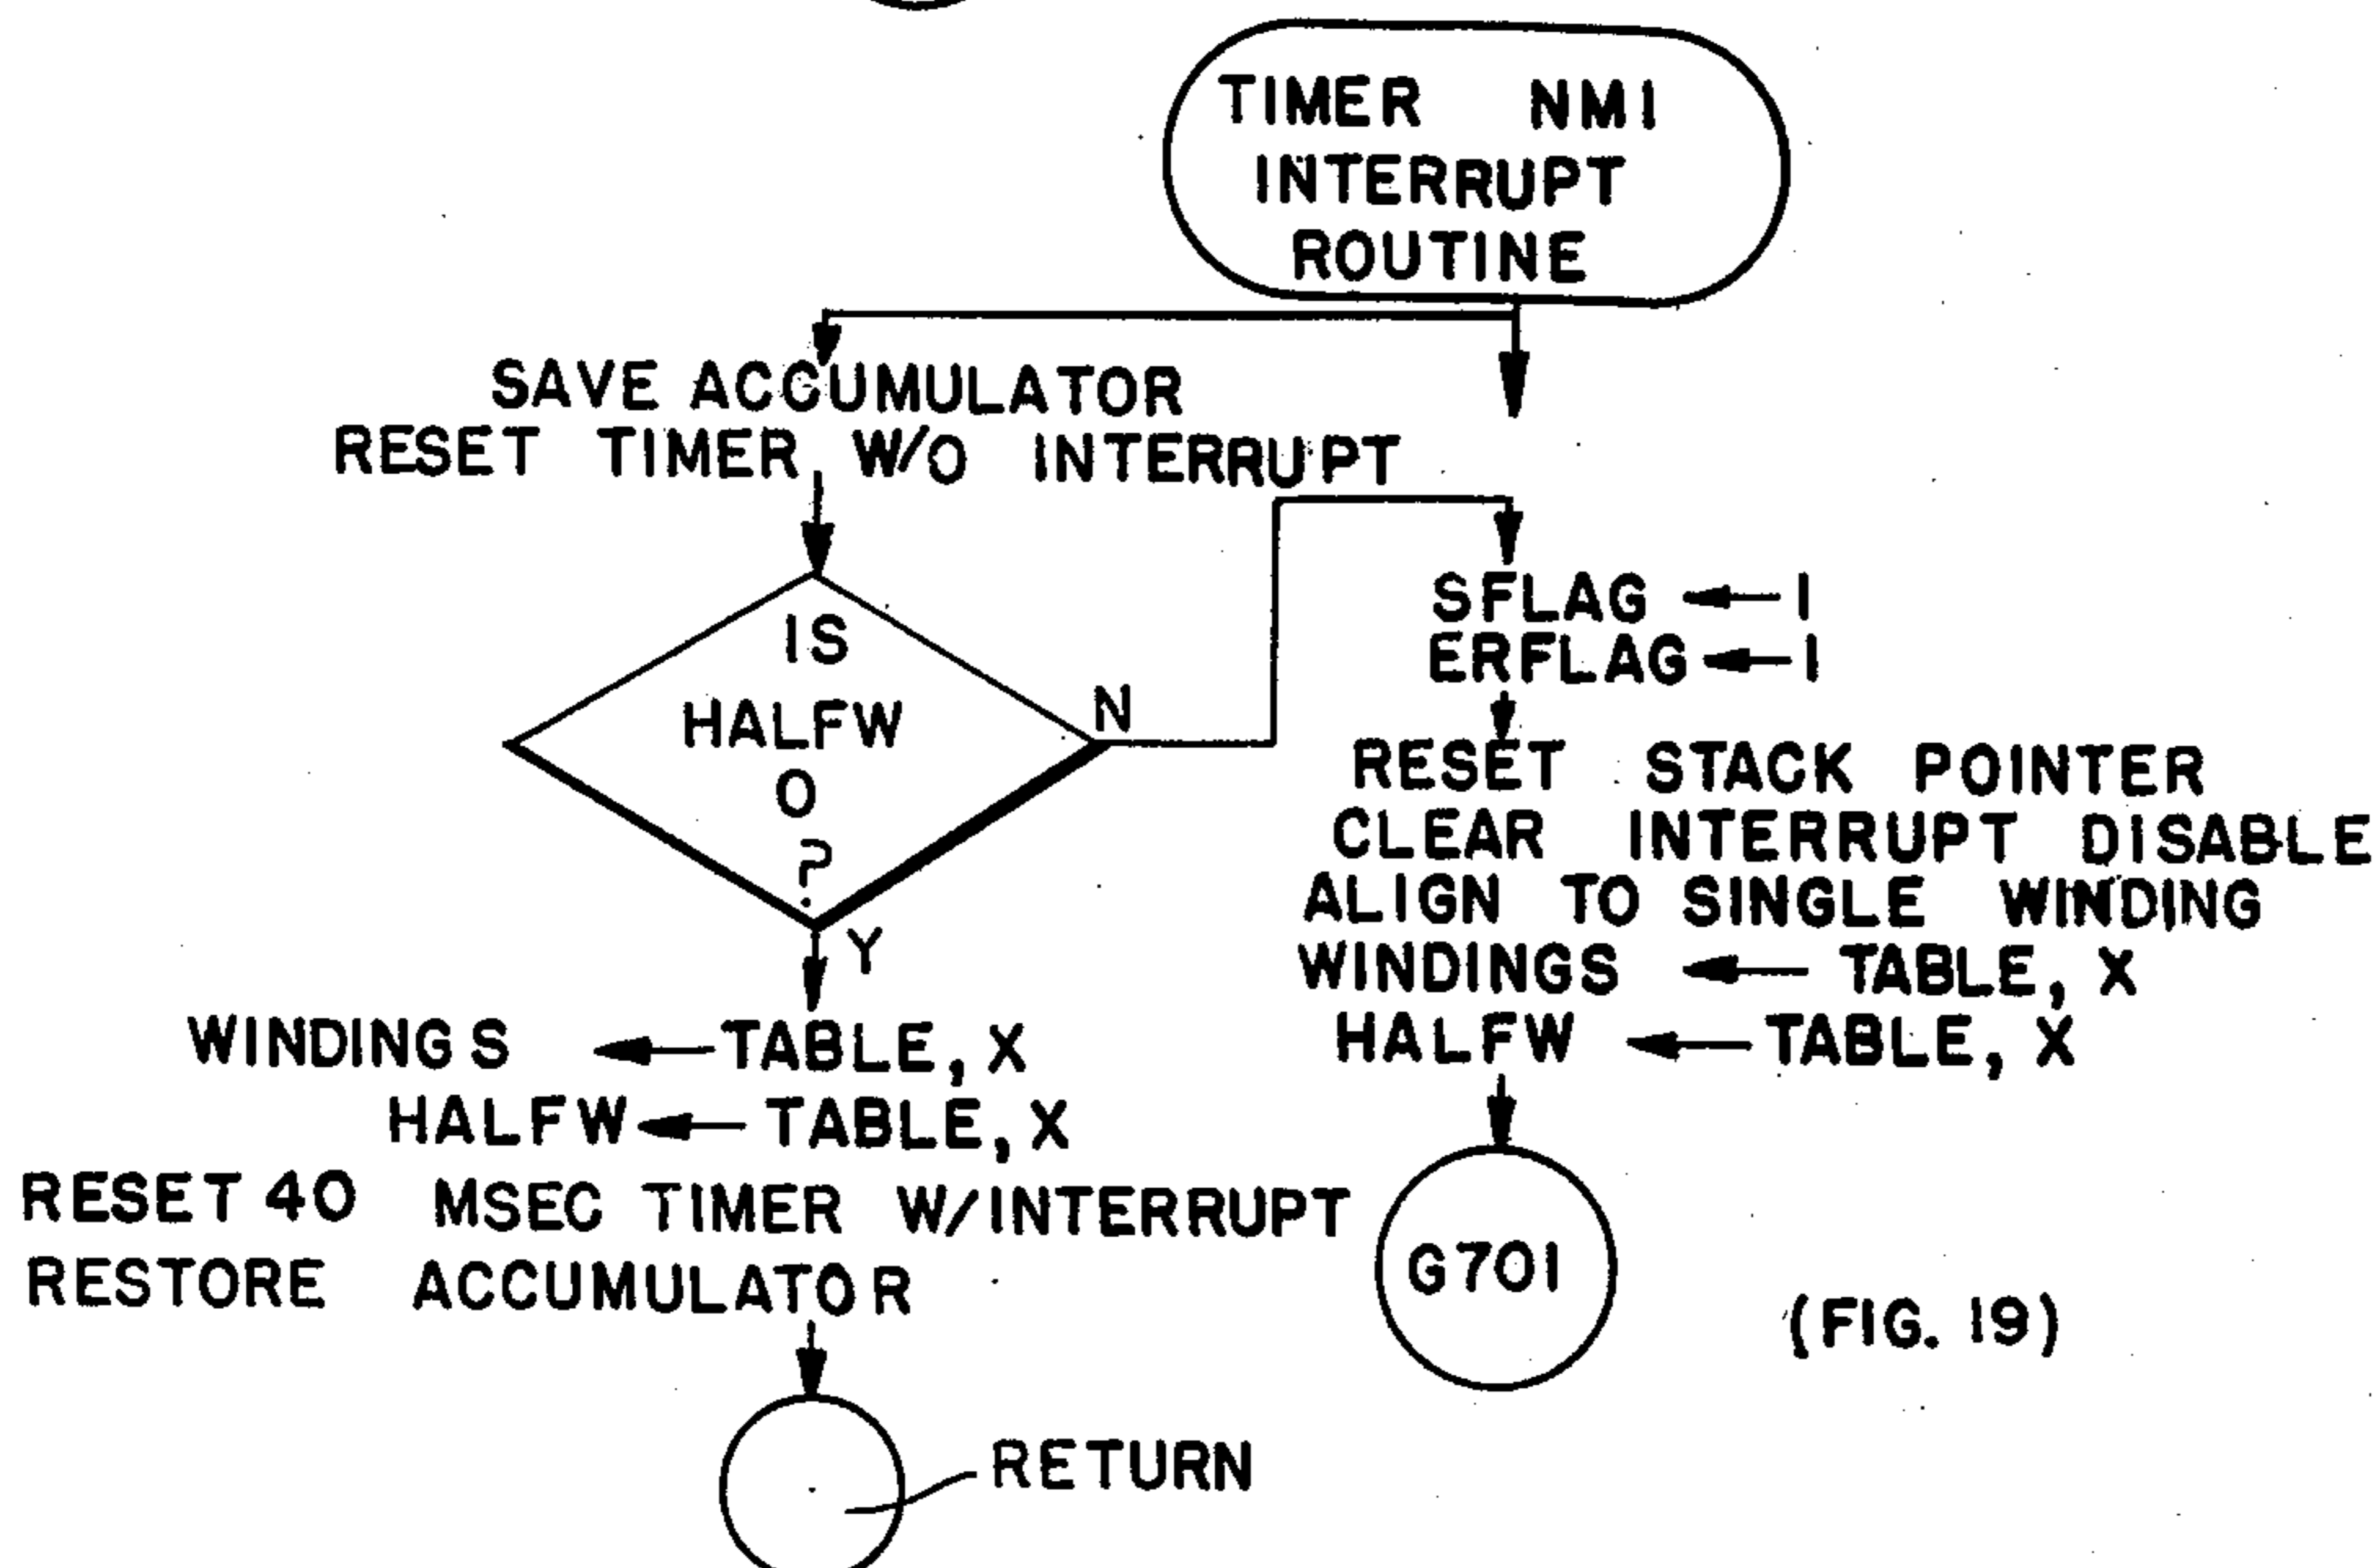 TIMER NMI
INTERRUPT
ROUTINE
SAVE ACCUMULATOR
RESET TIMER W/O INTERRUPT
IS
HALFW
0
?
N
Y
WINDINGS ← TABLE, X
HALFW ← TABLE, X
RESET 40 MSEC TIMER W/INTERRUPT
RESTORE ACCUMULATOR
RETURN
SFLAG ← 1
ERFLAG ← 1
RESET STACK POINTER
CLEAR INTERRUPT DISABLE
ALIGN TO SINGLE WINDING
WINDINGS ← TABLE, X
HALFW ← TABLE, X
G701
(FIG. 19)